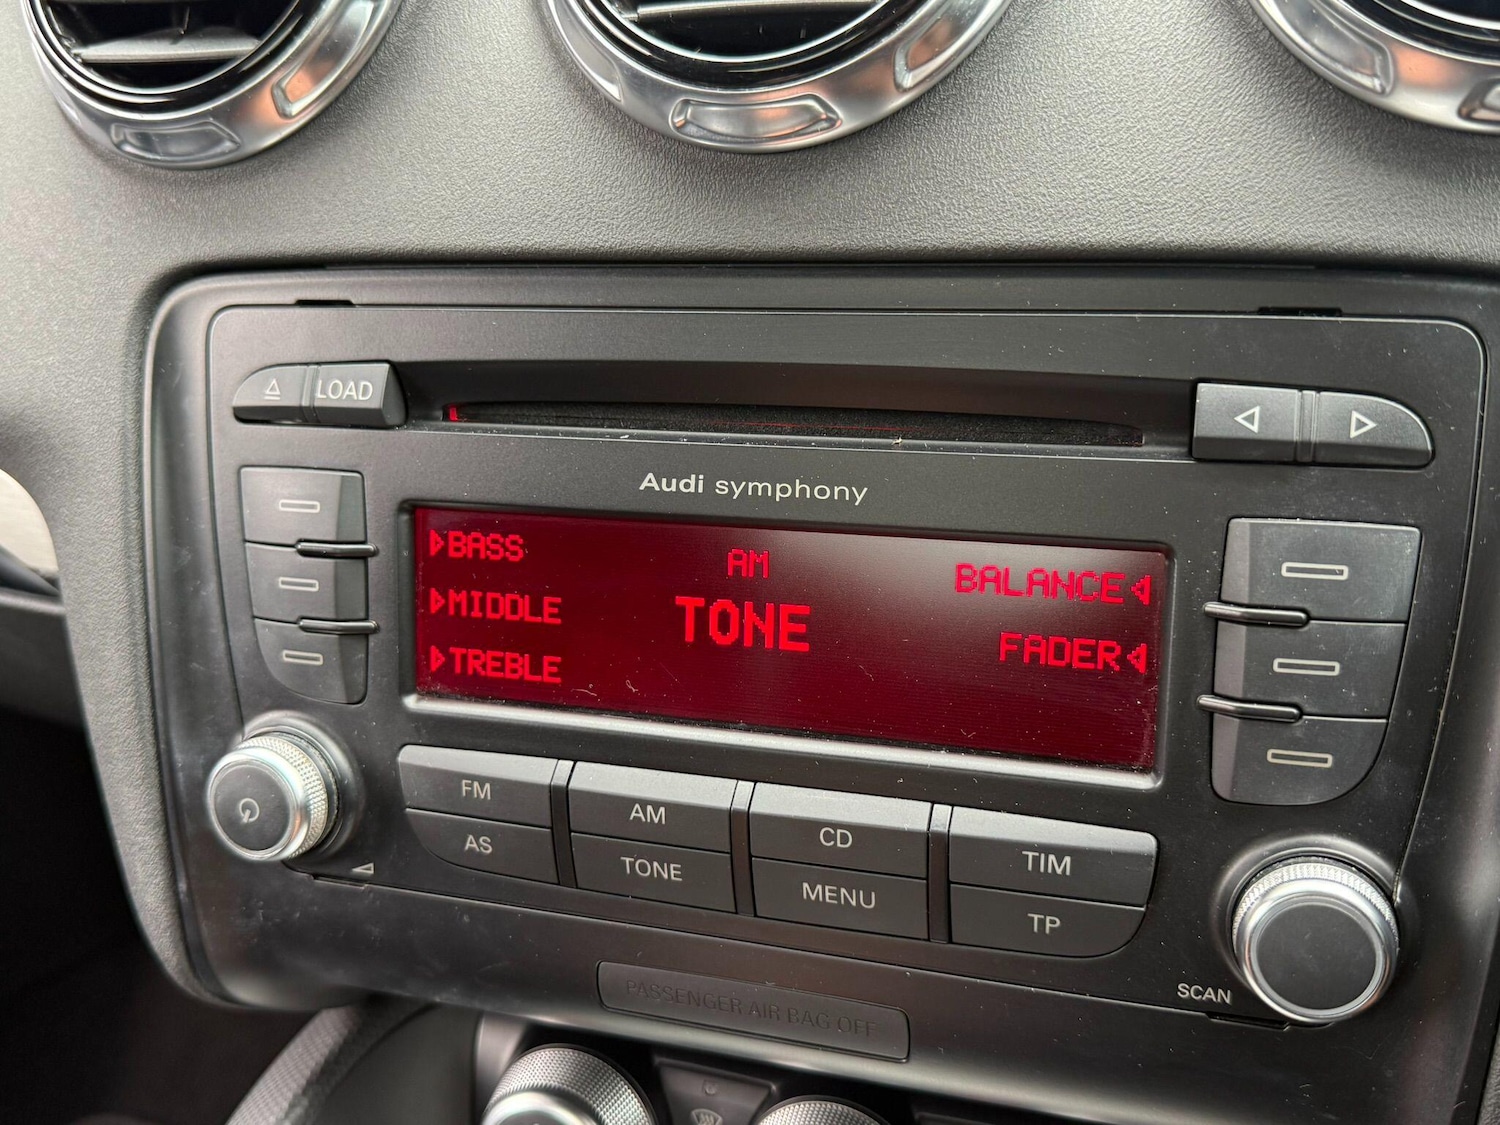 LOAD
Audi symphony
BASS
AM
BALANCE
MIDDLE
TONE
FADER
TREBLE
FM
AM
CD
TIM
AS
TONE
MENU
TP
SCAN
PASSENGER AIR BAG OFF